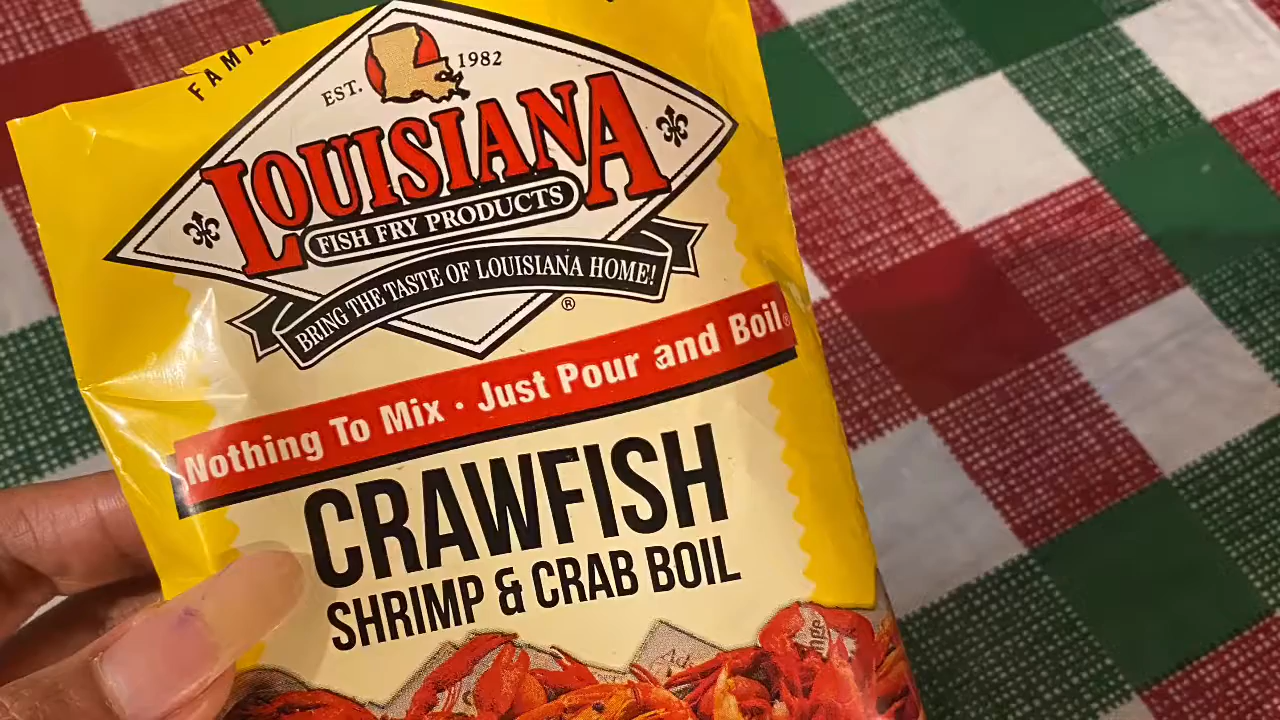 EST. 1982
LOUISIANA
FISH FRY PRODUCTS
BRING THE TASTE OF LOUISIANA HOME!
®
Nothing To Mix · Just Pour and Boil®
CRAWFISH
SHRIMP & CRAB BOIL